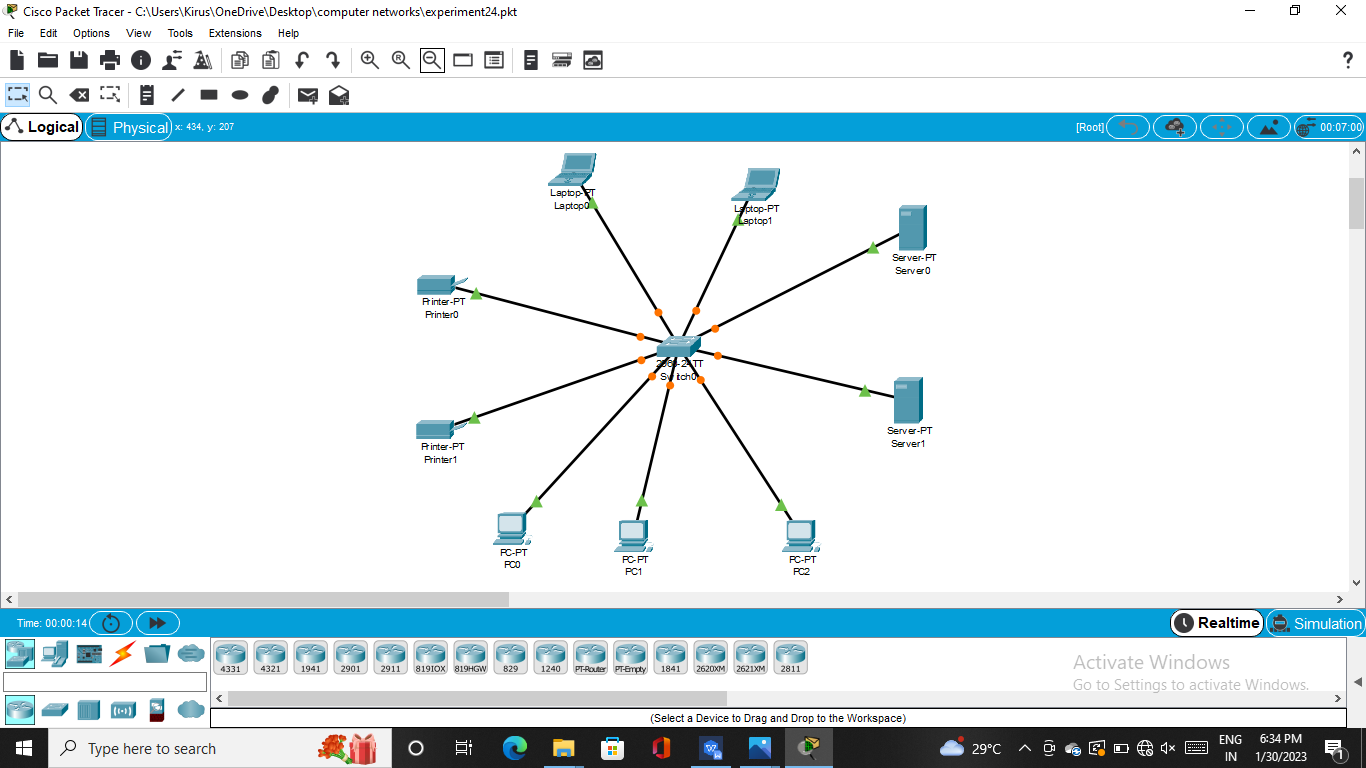 Cisco Packet Tracer - C:\Users\Kirus\OneDrive\Desktop\computer networks\experiment24.pkt
File Edit Options View Tools Extensions Help
Logical Physical x: 434, y: 207 [Root] 00:07:00
Laptop-PT
Laptop0
Laptop-PT
Laptop1
Server-PT
Server0
Printer-PT
Printer0
2960-24TT
Switch0
Server-PT
Server1
Printer-PT
Printer1
PC-PT
PC0
PC-PT
PC1
PC-PT
PC2
Time: 00:00:14 Realtime Simulation
4331 4321 1941 2901 2911 819IOX 819HGW 829 1240 PT-Router PT-Empty 1841 2620XM 2621XM 2811
Activate Windows
Go to Settings to activate Windows.
(Select a Device to Drag and Drop to the Workspace)
Type here to search
29°C
ENG
IN
6:34 PM
1/30/2023
1